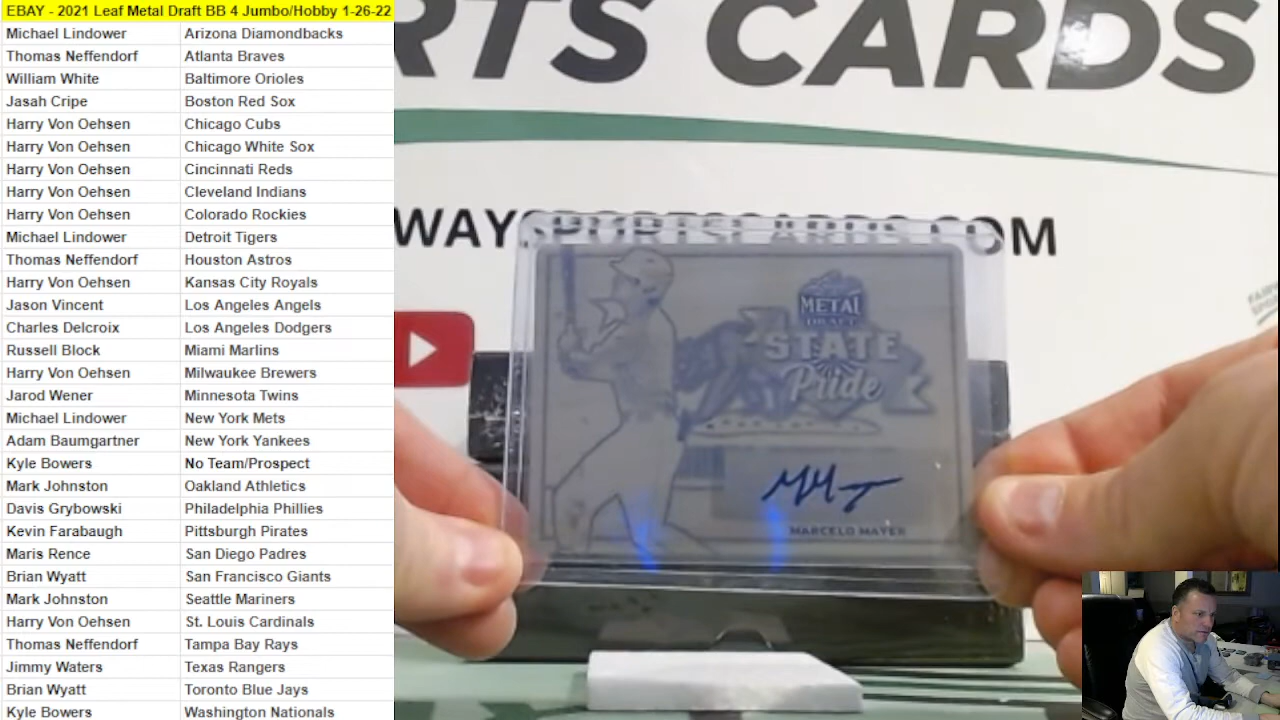 EBAY - 2021 Leaf Metal Draft BB 4 Jumbo/Hobby 1-26-22
Michael Lindower Arizona Diamondbacks
Thomas Neffendorf Atlanta Braves
William White Baltimore Orioles
Jasah Cripe Boston Red Sox
Harry Von Oehsen Chicago Cubs
Harry Von Oehsen Chicago White Sox
Harry Von Oehsen Cincinnati Reds
Harry Von Oehsen Cleveland Indians
Harry Von Oehsen Colorado Rockies
Michael Lindower Detroit Tigers
Thomas Neffendorf Houston Astros
Harry Von Oehsen Kansas City Royals
Jason Vincent Los Angeles Angels
Charles Delcroix Los Angeles Dodgers
Russell Block Miami Marlins
Harry Von Oehsen Milwaukee Brewers
Jarod Wener Minnesota Twins
Michael Lindower New York Mets
Adam Baumgartner New York Yankees
Kyle Bowers No Team/Prospect
Mark Johnston Oakland Athletics
Davis Grybowski Philadelphia Phillies
Kevin Farabaugh Pittsburgh Pirates
Maris Rence San Diego Padres
Brian Wyatt San Francisco Giants
Mark Johnston Seattle Mariners
Harry Von Oehsen St. Louis Cardinals
Thomas Neffendorf Tampa Bay Rays
Jimmy Waters Texas Rangers
Brian Wyatt Toronto Blue Jays
Kyle Bowers Washington Nationals
RTS CARDS
WAYSPORTSCARDS.COM
METAL
DRAFT
STATE
Pride
MARCELO MAYER